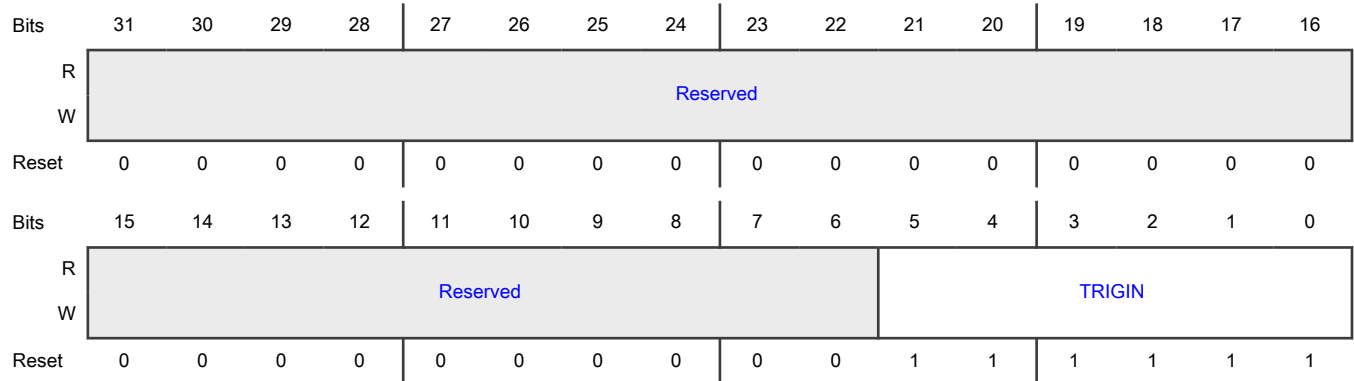 Bits 31 30 29 28 27 26 25 24 23 22 21 20 19 18 17 16
R
Reserved
W
Reset 0 0 0 0 0 0 0 0 0 0 0 0 0 0 0 0
Bits 15 14 13 12 11 10 9 8 7 6 5 4 3 2 1 0
R
Reserved TRIGIN
W
Reset 0 0 0 0 0 0 0 0 0 0 1 1 1 1 1 1